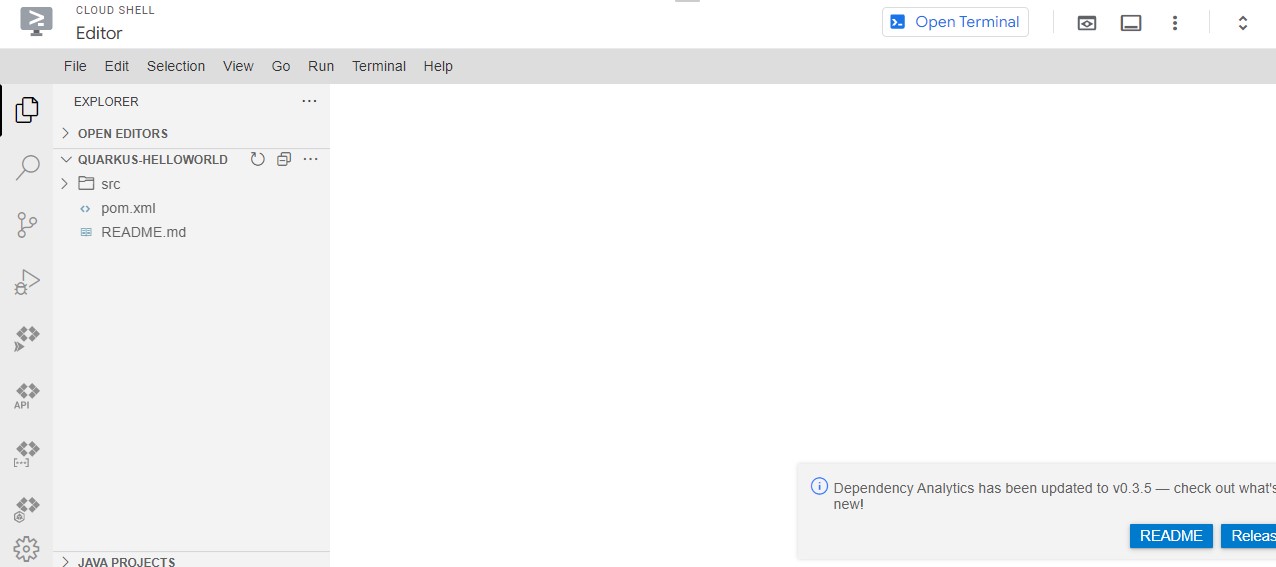 CLOUD SHELL
Editor
Open Terminal
File Edit Selection View Go Run Terminal Help
EXPLORER
OPEN EDITORS
QUARKUS-HELLOWORLD
src
pom.xml
README.md
API
Dependency Analytics has been updated to v0.3.5 — check out what's
new!
README Releas
JAVA PROJECTS